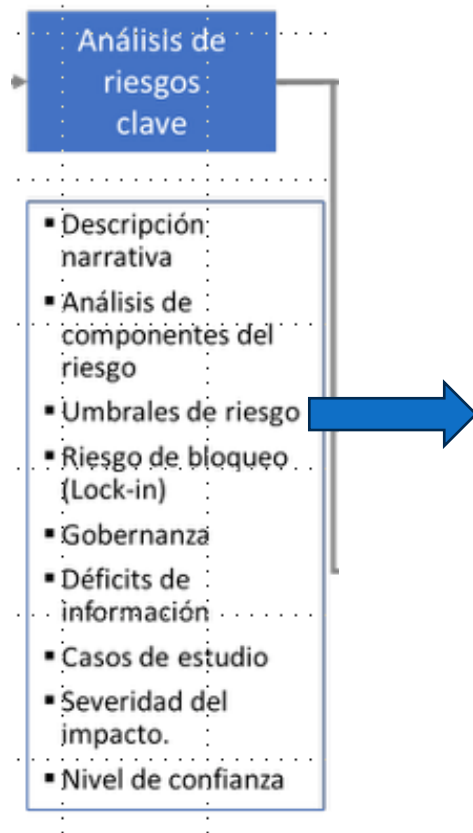 Análisis de
riesgos
clave
▪ Descripción
narrativa
▪ Análisis de
componentes del
riesgo
▪ Umbrales de riesgo
▪ Riesgo de bloqueo
(Lock-in)
▪ Gobernanza
▪ Déficits de
información
▪ Casos de estudio
▪ Severidad del
impacto.
▪ Nivel de confianza